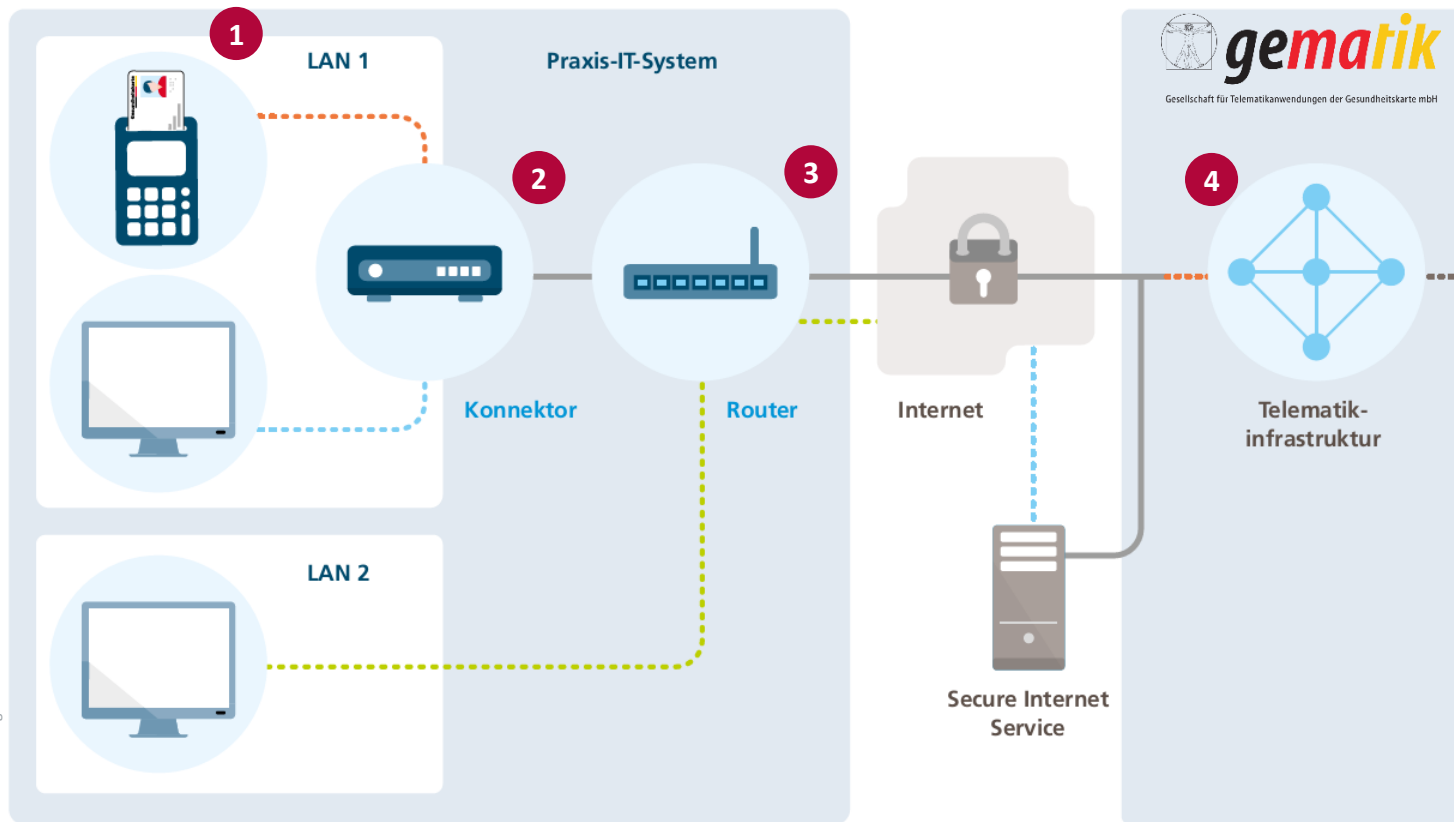 1
LAN 1
Praxis-IT-System
gematik
Gesellschaft für Telematikanwendungen der Gesundheitskarte mbH
Gesundheitskarte
2
3
4
Konnektor
Router
Internet
Telematik-
infrastruktur
LAN 2
Secure Internet
Service